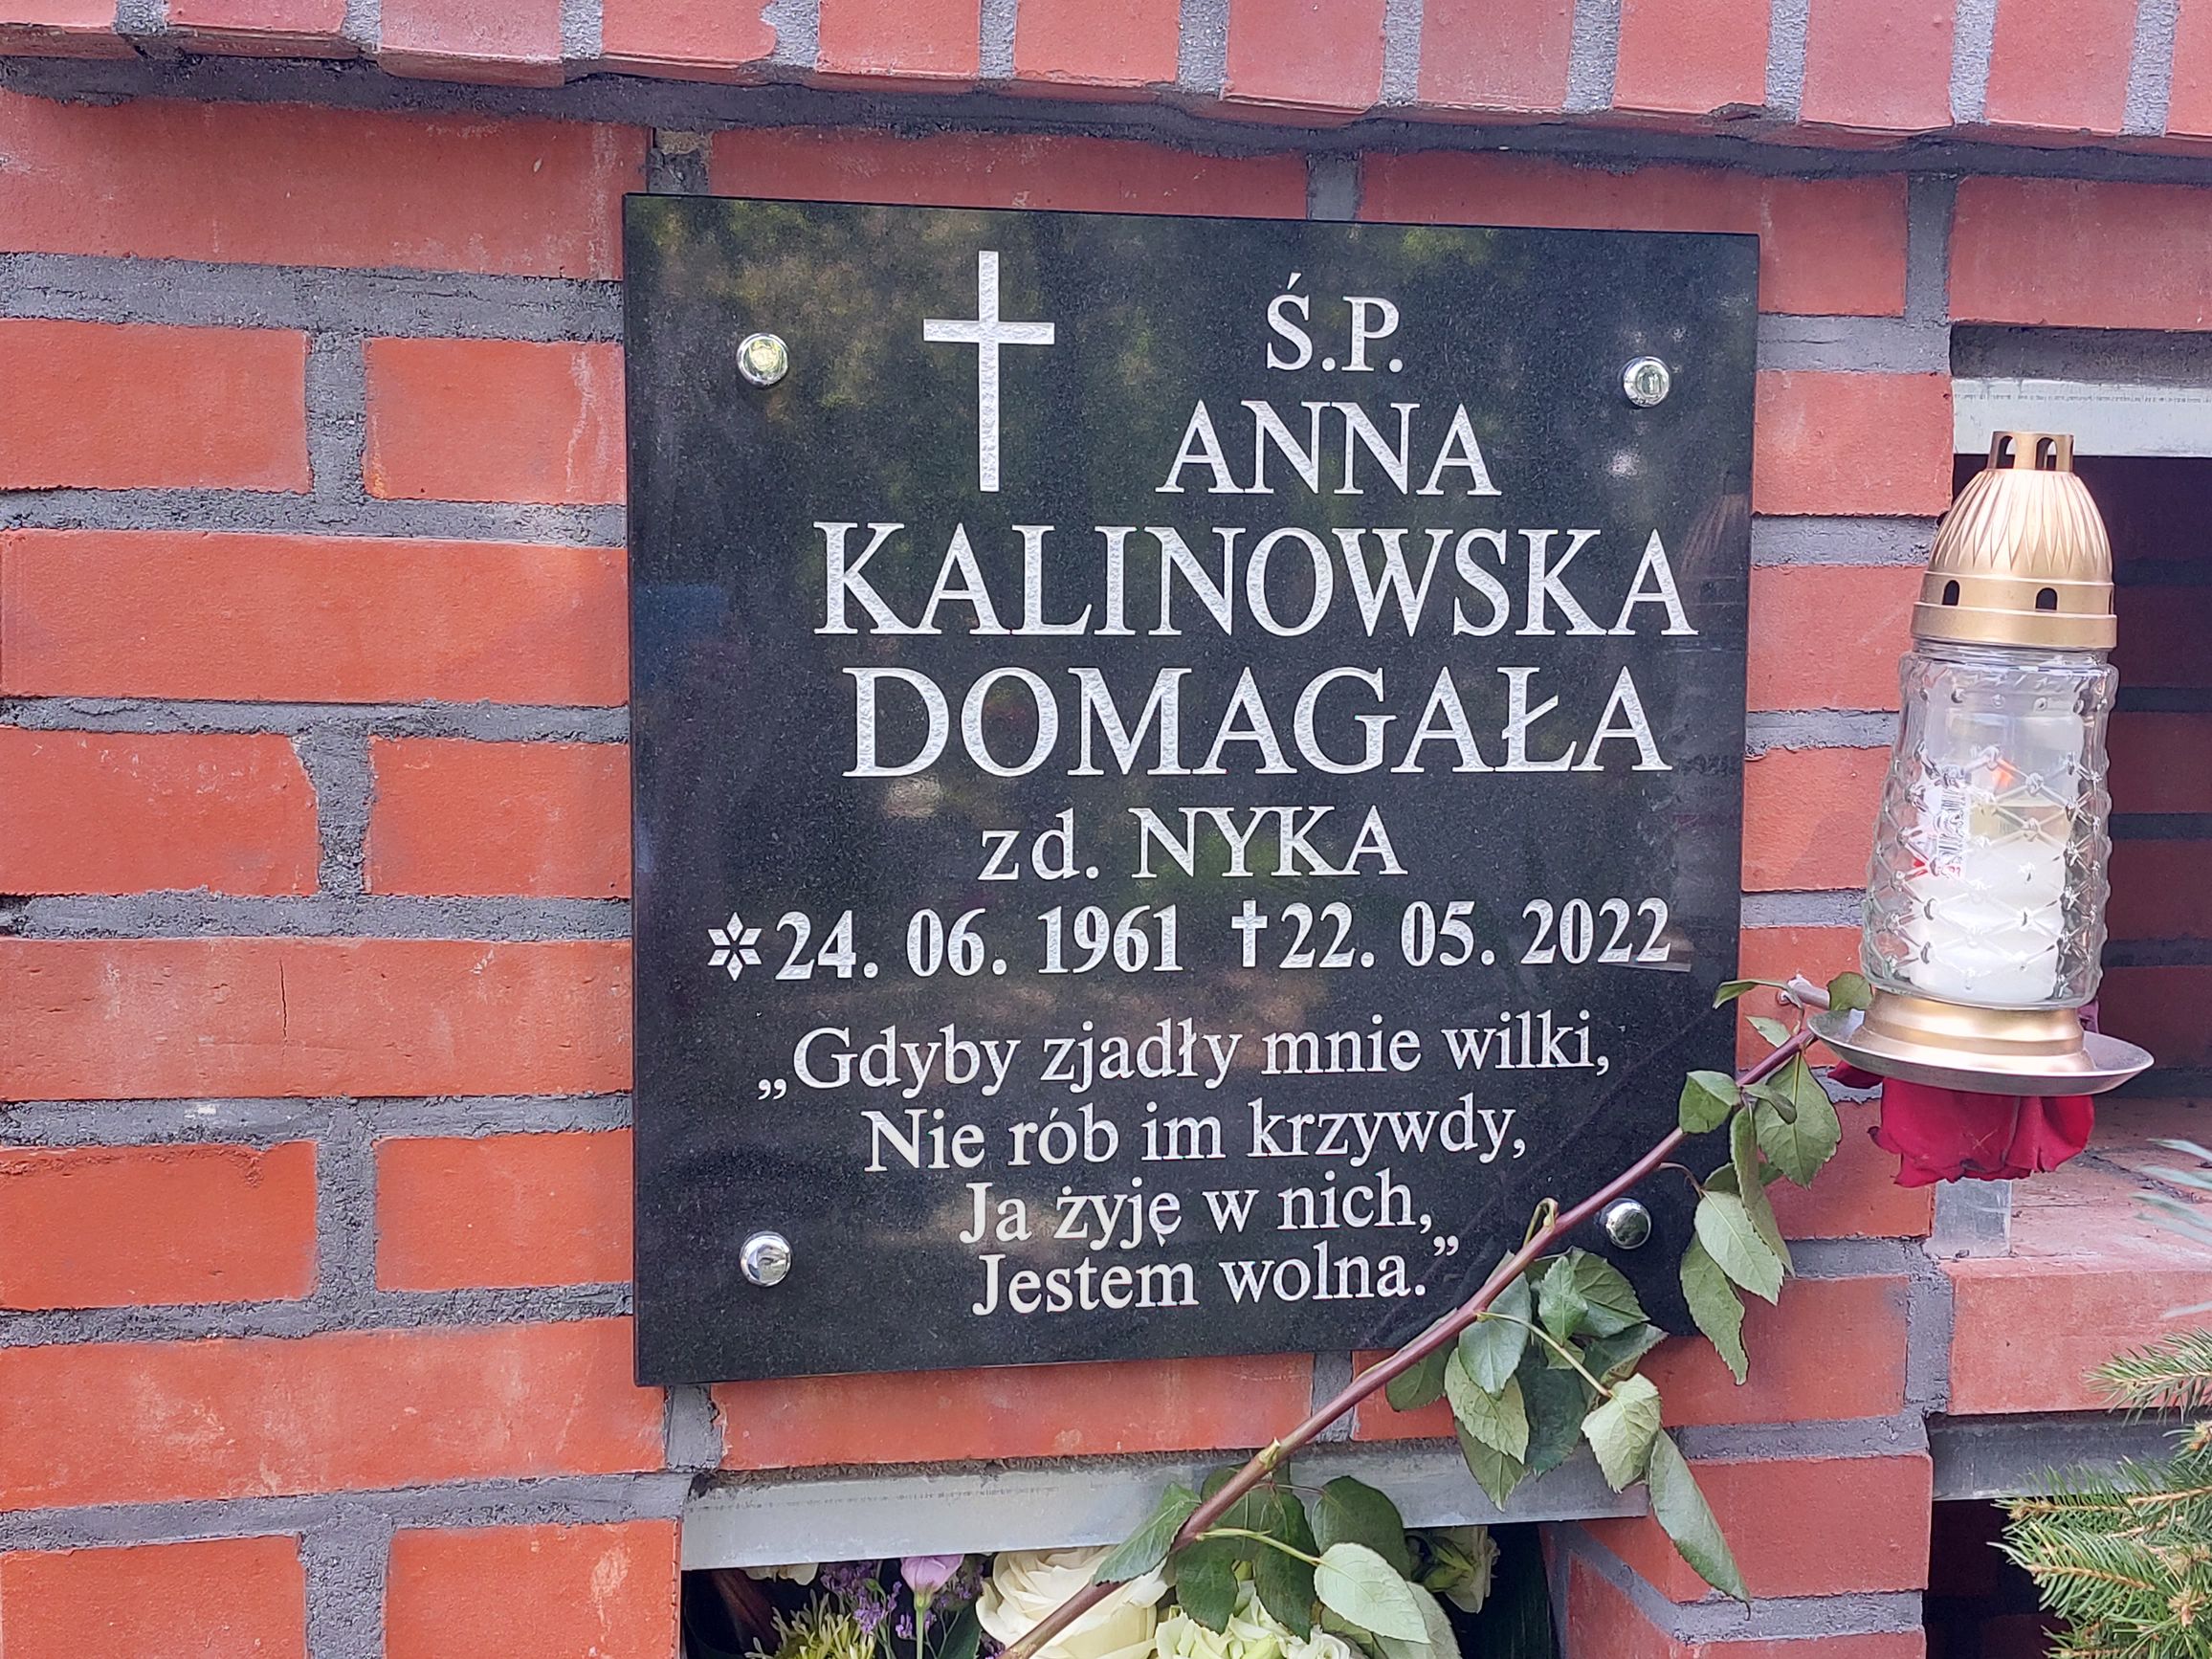 Ś.P.
ANNA
KALINOWSKA
DOMAGAŁA
zd. NYKA
✲24. 06. 1961 ✝22. 05. 2022
„Gdyby zjadły mnie wilki,
Nie rób im krzywdy,
Ja żyję w nich,
Jestem wolna.”